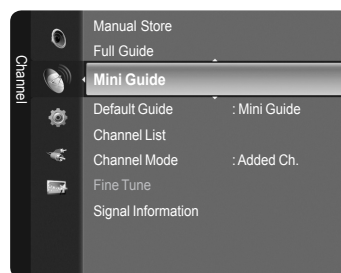 Channel
Manual Store
Full Guide
Mini Guide
Default Guide : Mini Guide
Channel List
Channel Mode : Added Ch.
Fine Tune
Signal Information